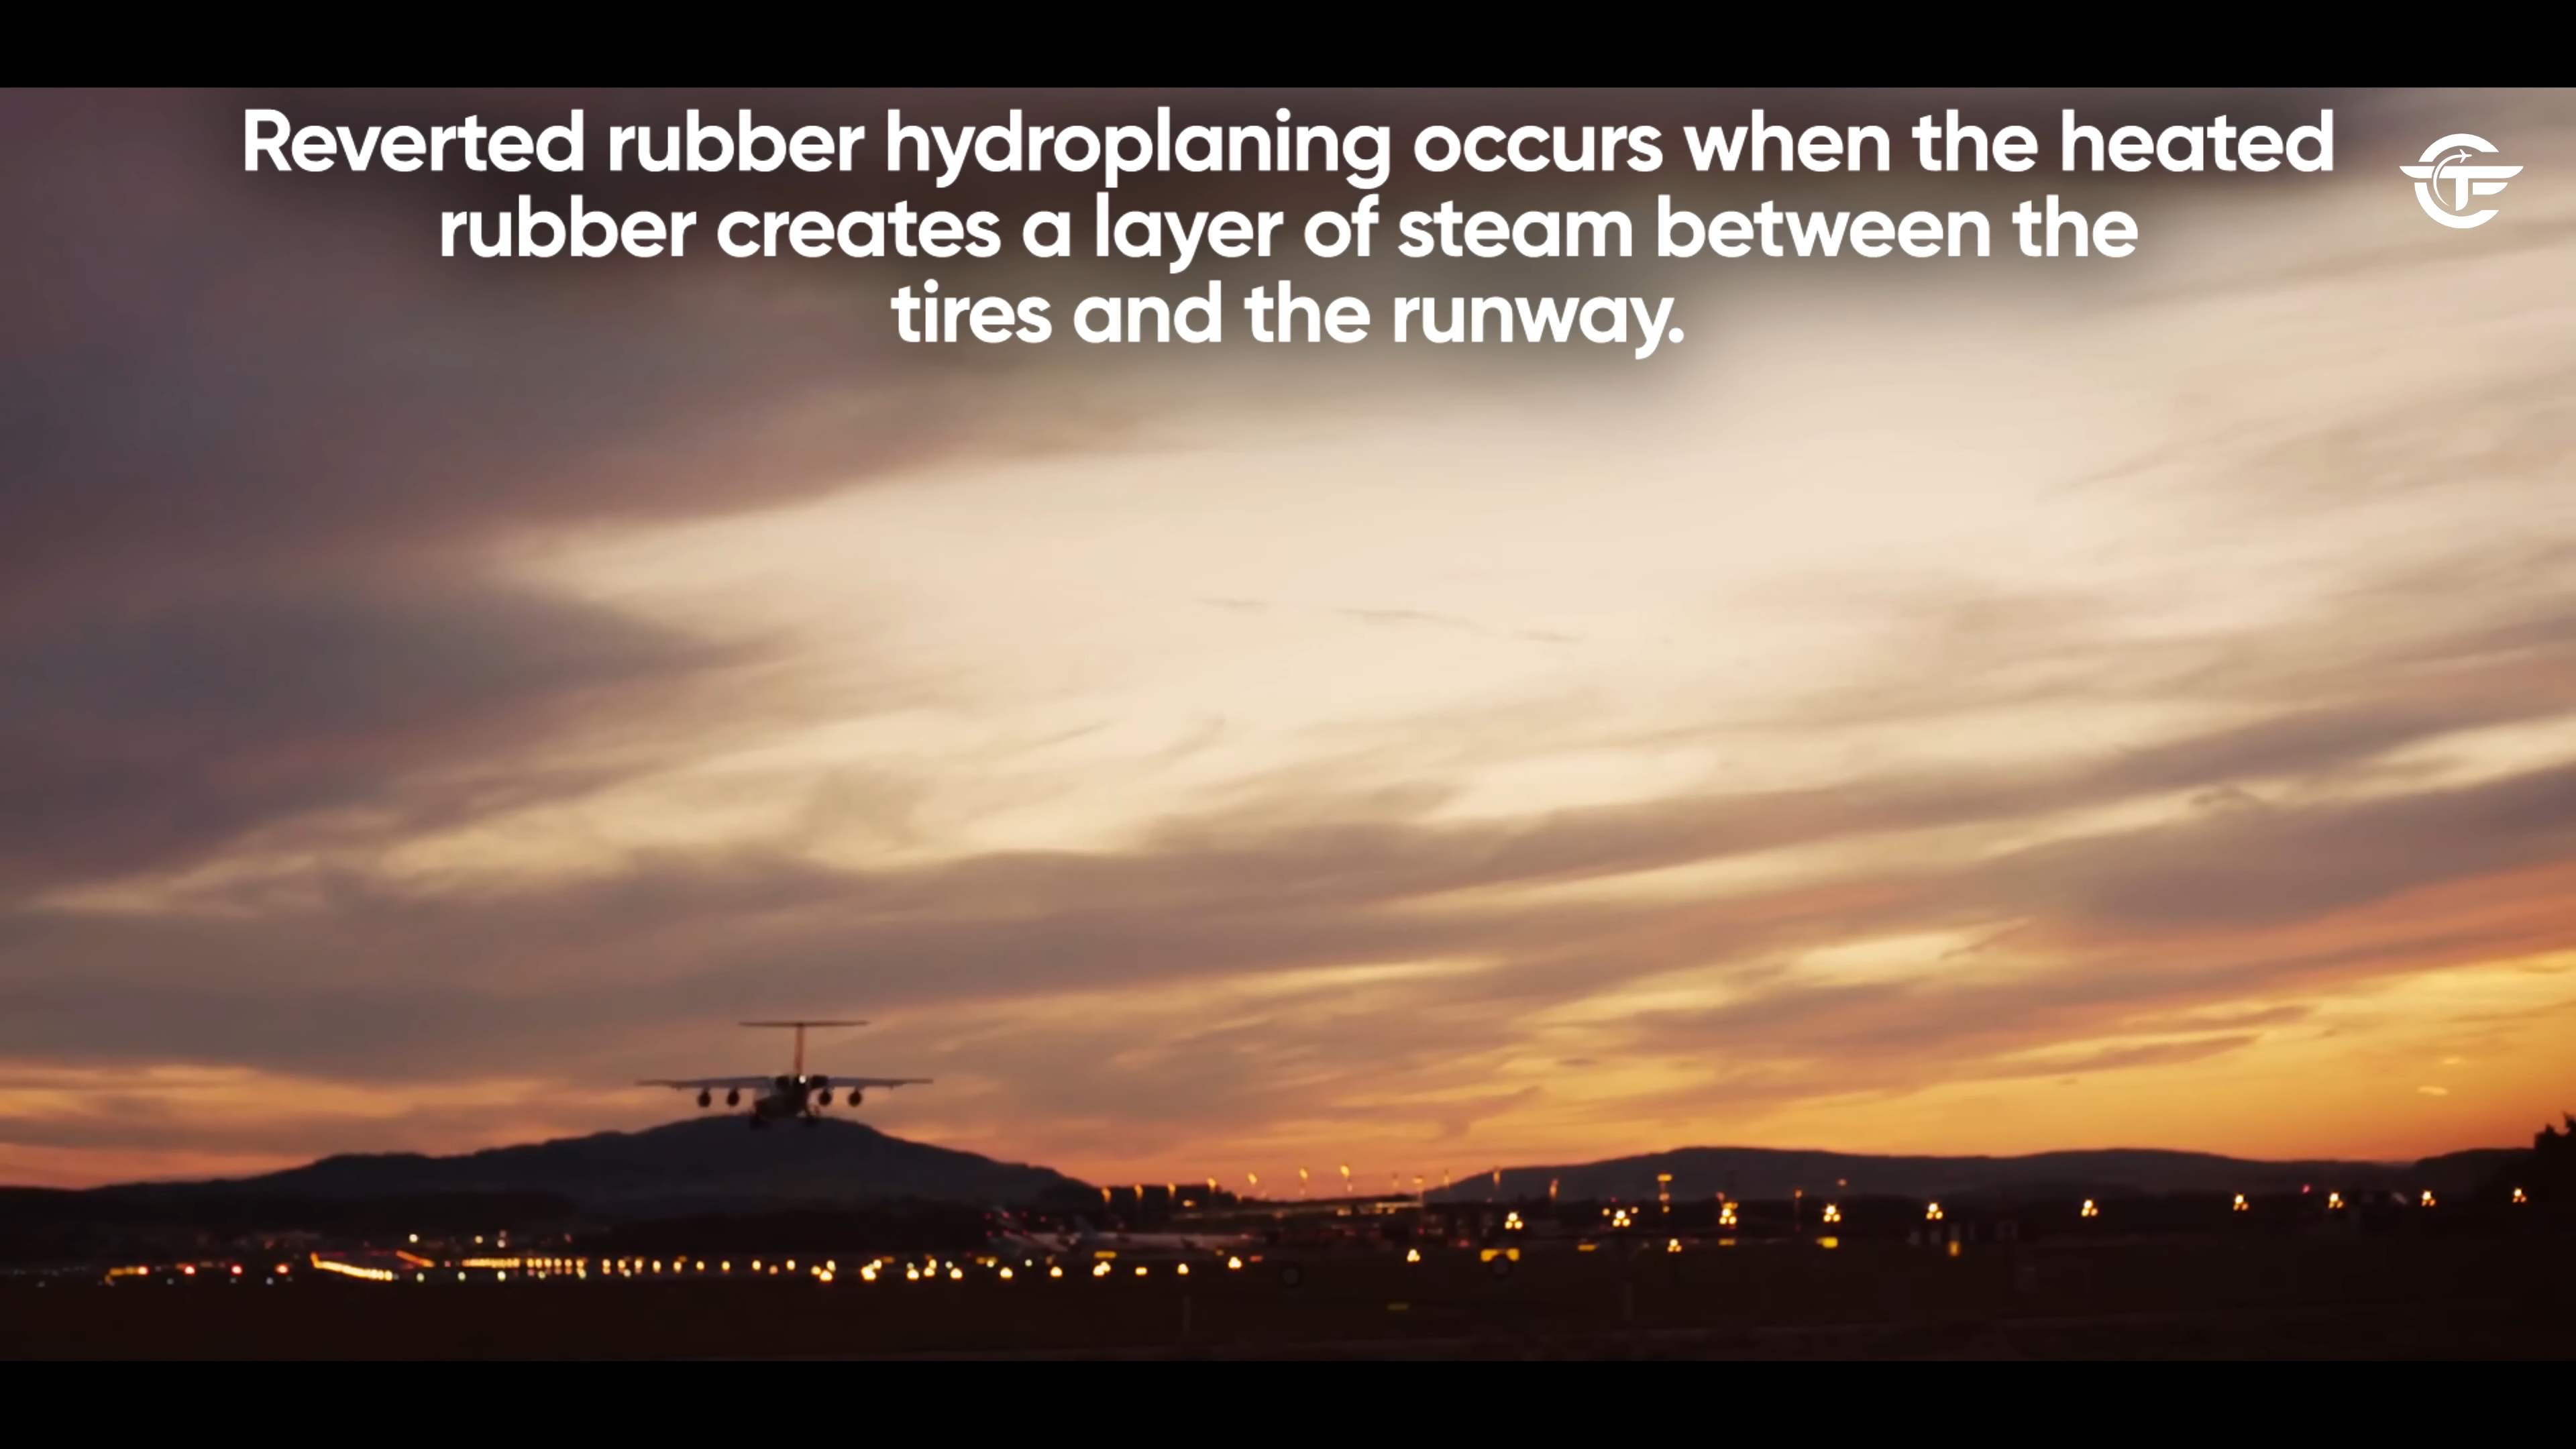 Reverted rubber hydroplaning occurs when the heated
rubber creates a layer of steam between the
tires and the runway.